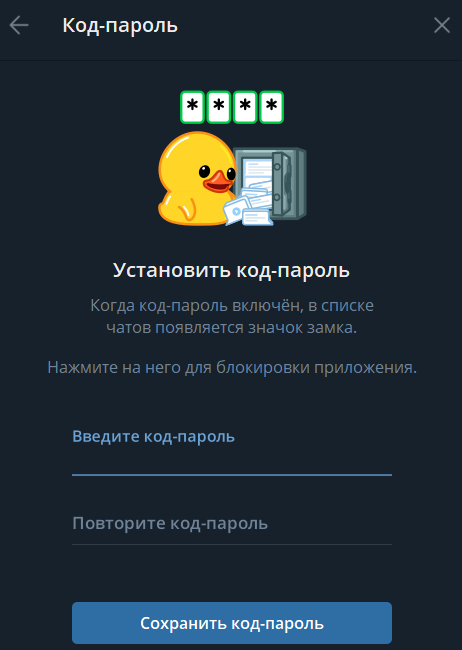 Код-пароль
* * * *
Установить код-пароль
Когда код-пароль включён, в списке
чатов появляется значок замка.
Нажмите на него для блокировки приложения.
Введите код-пароль
Повторите код-пароль
Сохранить код-пароль